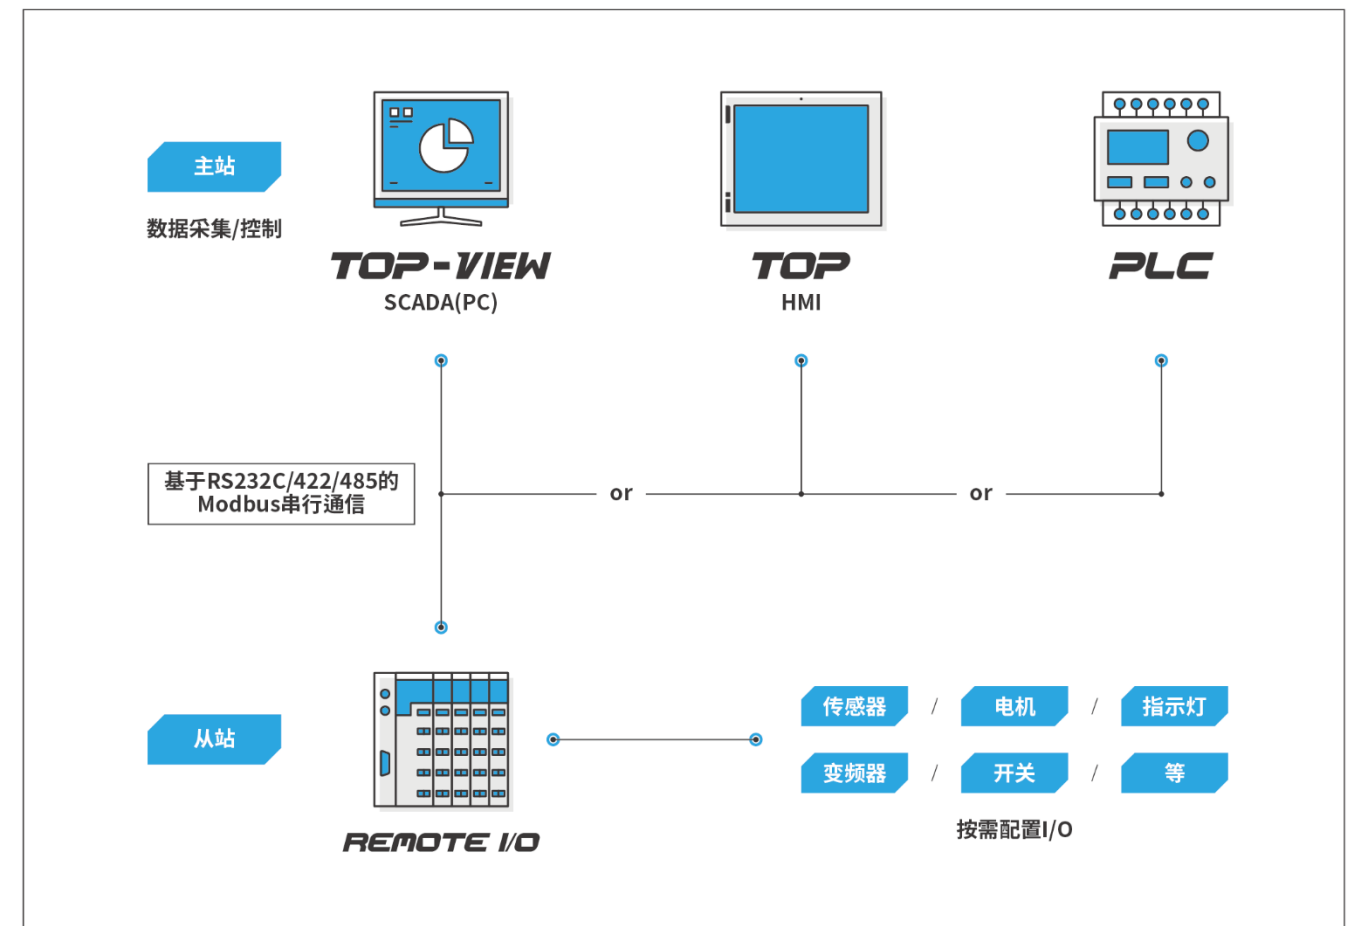 主站
数据采集/控制
TOP-VIEW
SCADA(PC)
TOP
HMI
PLC
基于RS232C/422/485的
Modbus串行通信
or
or
从站
REMOTE I/O
传感器 / 电机 / 指示灯
变频器 / 开关 / 等
按需配置I/O